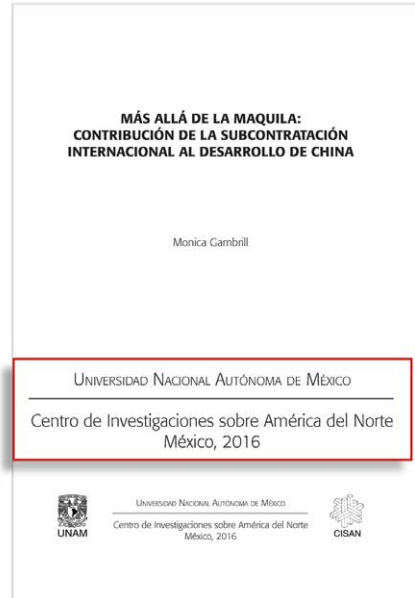 MÁS ALLÁ DE LA MAQUILA:
CONTRIBUCIÓN DE LA SUBCONTRATACIÓN
INTERNACIONAL AL DESARROLLO DE CHINA
Monica Gambrill
UNIVERSIDAD NACIONAL AUTÓNOMA DE MÉXICO
Centro de Investigaciones sobre América del Norte
México, 2016
UNAM
UNIVERSIDAD NACIONAL AUTÓNOMA DE MÉXICO
Centro de Investigaciones sobre América del Norte
México, 2016
CISAN